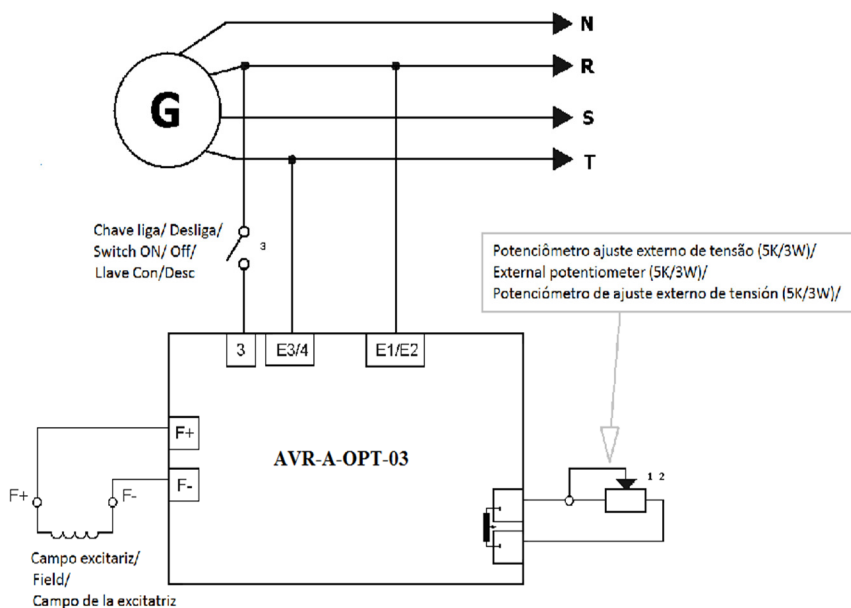 N
R
G
S
T
Chave liga/ Desliga/
Switch ON/ Off/
Llave Con/Desc
3
Potenciômetro ajuste externo de tensão (5K/3W)/
External potentiometer (5K/3W)/
Potenciómetro de ajuste externo de tensión (5K/3W)/
3
E3/4
E1/E2
F+
AVR-A-OPT-03
F-
F+
F-
1 2
Campo excitariz/
Field/
Campo de la excitatriz